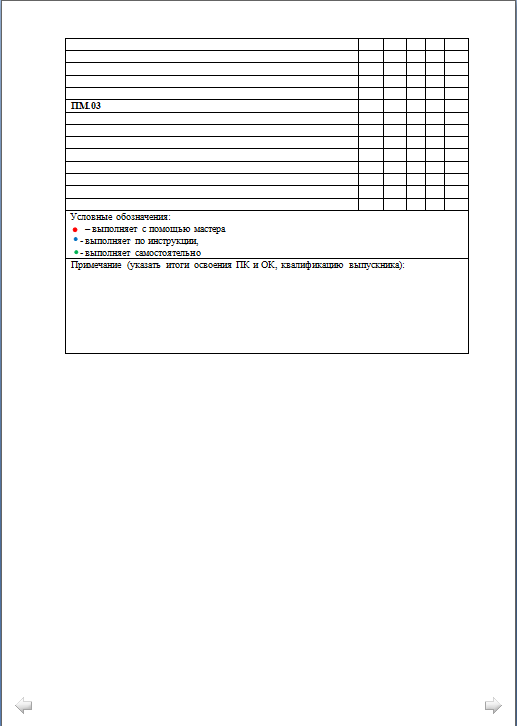 ПМ.03
Условные обозначения:
– выполняет с помощью мастера
- выполняет по инструкции,
- выполняет самостоятельно
Примечание (указать итоги освоения ПК и ОК, квалификацию выпускника):